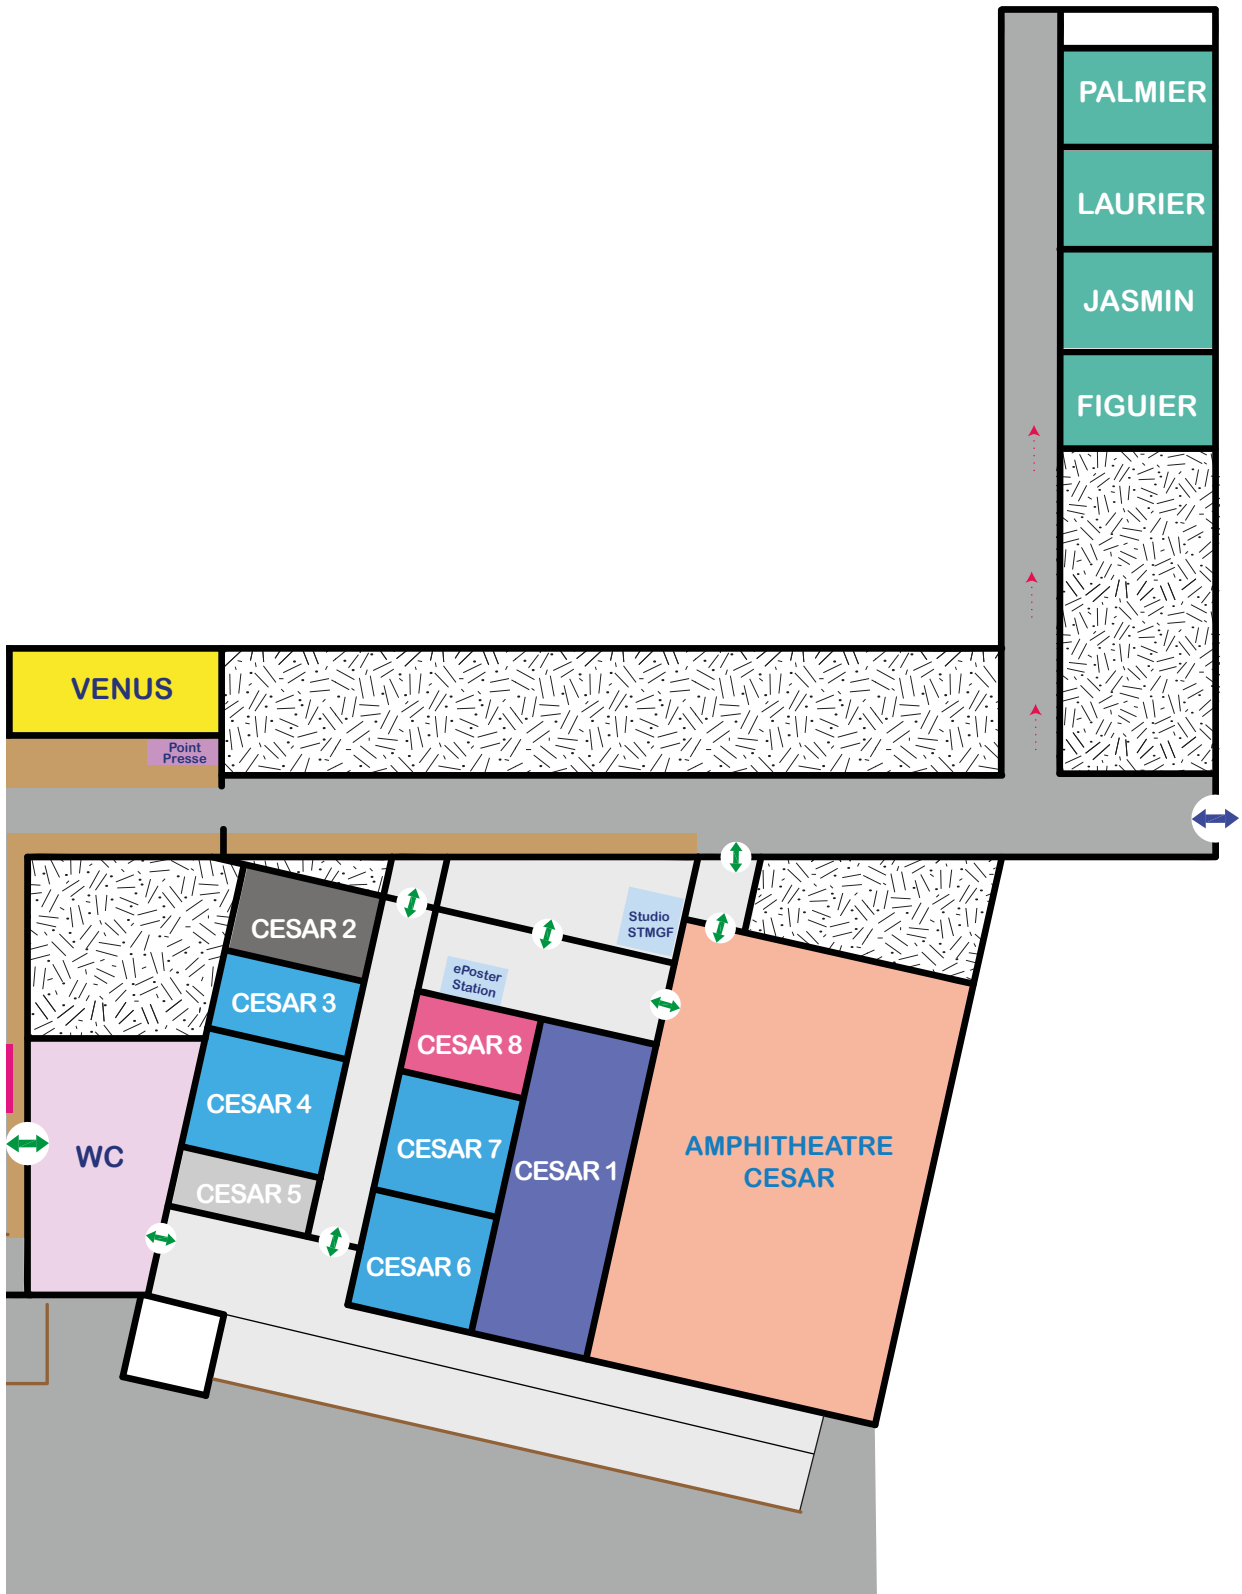 PALMIER
LAURIER
JASMIN
FIGUIER
VENUS
Point
Presse
Studio
STMGF
CESAR 2
ePoster
Station
CESAR 3
CESAR 8
CESAR 4
CESAR 7
AMPHITHEATRE
CESAR
WC
CESAR 1
CESAR 5
CESAR 6